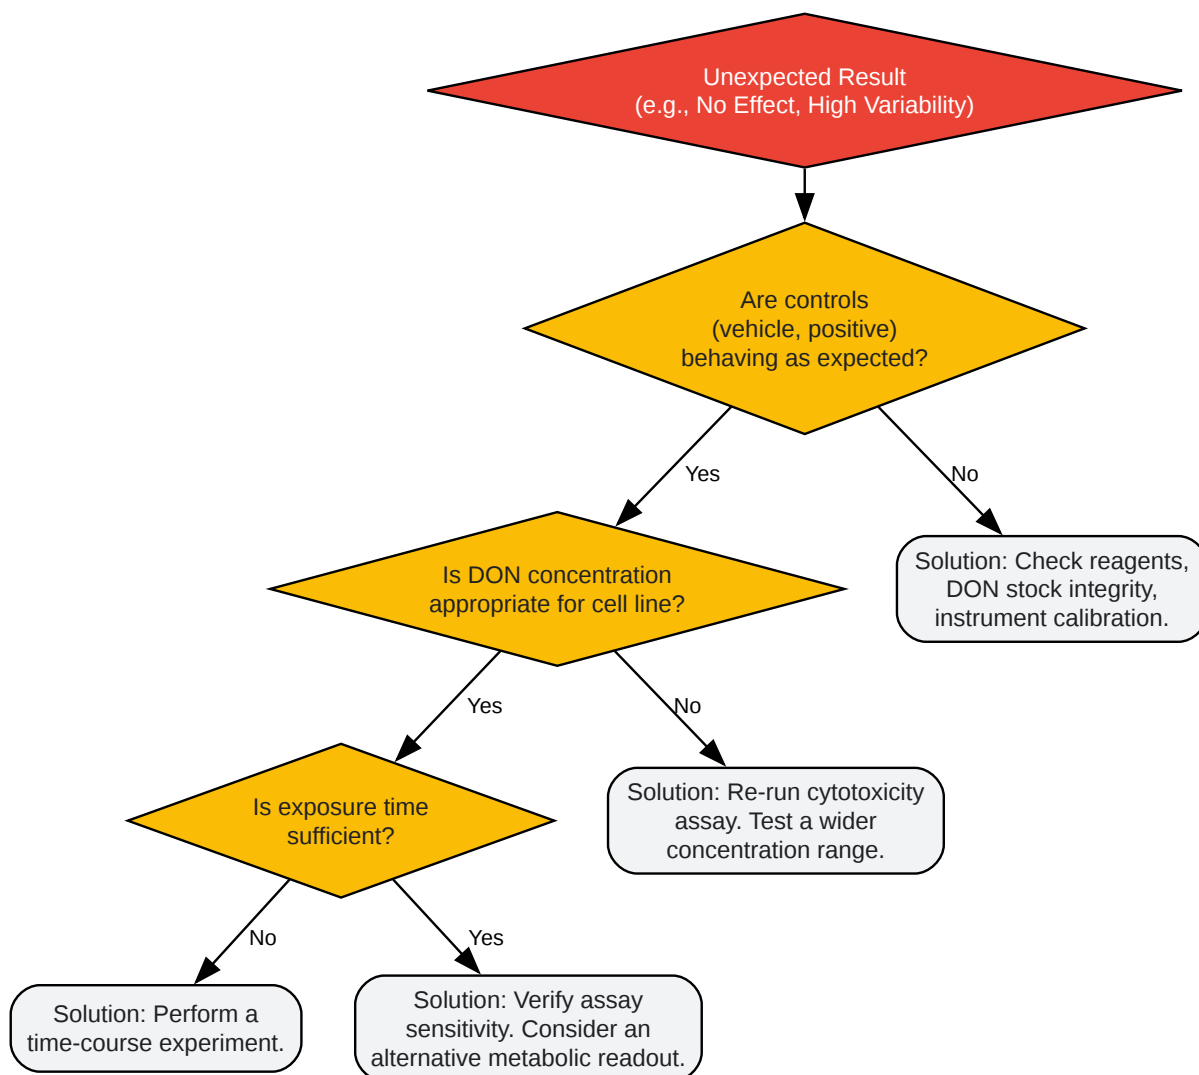 Unexpected Result
(e.g., No Effect, High Variability)
Are controls
(vehicle, positive)
behaving as expected?
Yes
No
Is DON concentration
appropriate for cell line?
Solution: Check reagents,
DON stock integrity,
instrument calibration.
Yes
No
Is exposure time
sufficient?
Solution: Re-run cytotoxicity
assay. Test a wider
concentration range.
No
Yes
Solution: Perform a
time-course experiment.
Solution: Verify assay
sensitivity. Consider an
alternative metabolic readout.